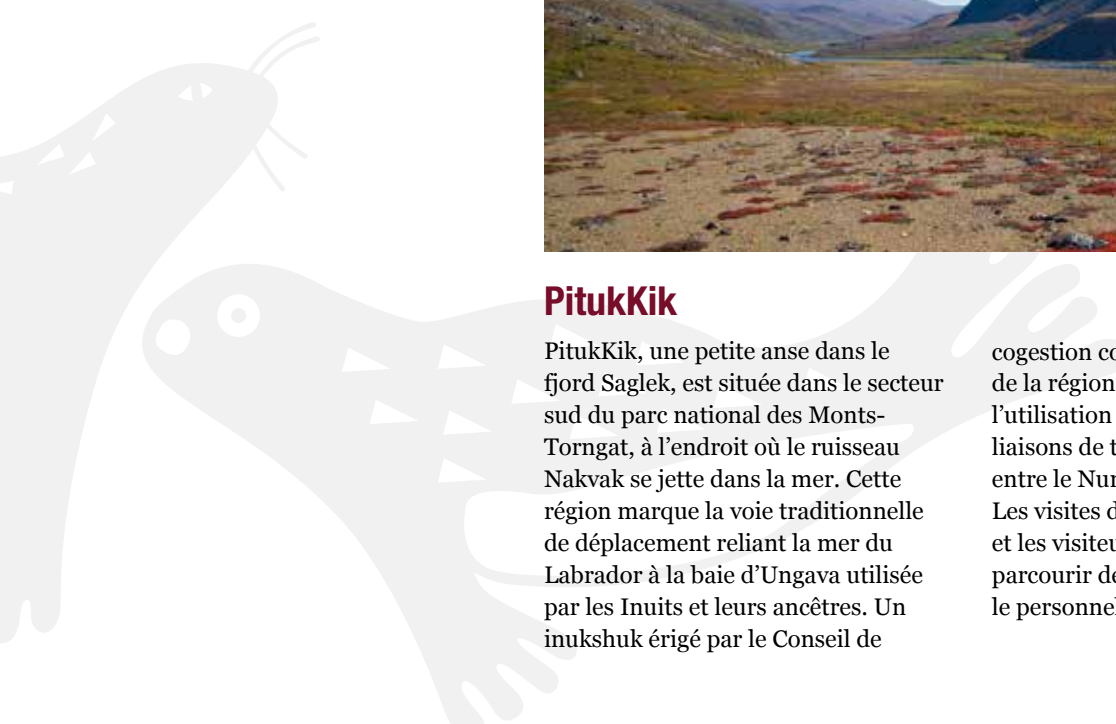 PitukKik
PitukKik, une petite anse dans le
fjord Saglek, est située dans le secteur
sud du parc national des Monts-
Torngat, à l’endroit où le ruisseau
Nakvak se jette dans la mer. Cette
région marque la voie traditionnelle
de déplacement reliant la mer du
Labrador à la baie d’Ungava utilisée
par les Inuits et leurs ancêtres. Un
inukshuk érigé par le Conseil de
cogestion
de la région
l’utilisation
liaisons de
entre le
Les visites
et les
parcourir
le